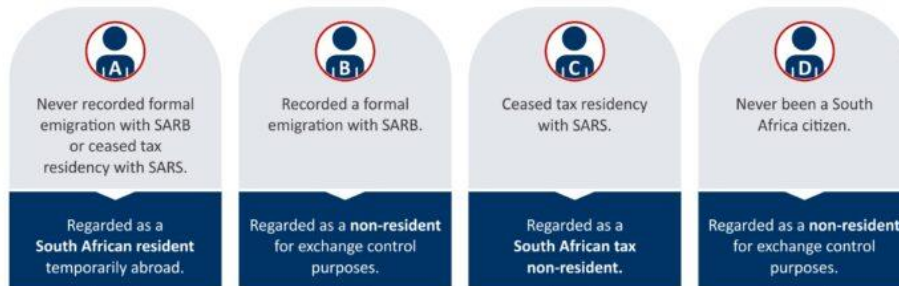 A
Never recorded formal
emigration with SARB
or ceased tax
residency with SARS.
Regarded as a
South African resident
temporarily abroad.
B
Recorded a formal
emigration with SARB.
Regarded as a non-resident
for exchange control
purposes.
C
Ceased tax residency
with SARS.
Regarded as a
South African tax
non-resident.
D
Never been a South
Africa citizen.
Regarded as a non-resident
for exchange control
purposes.